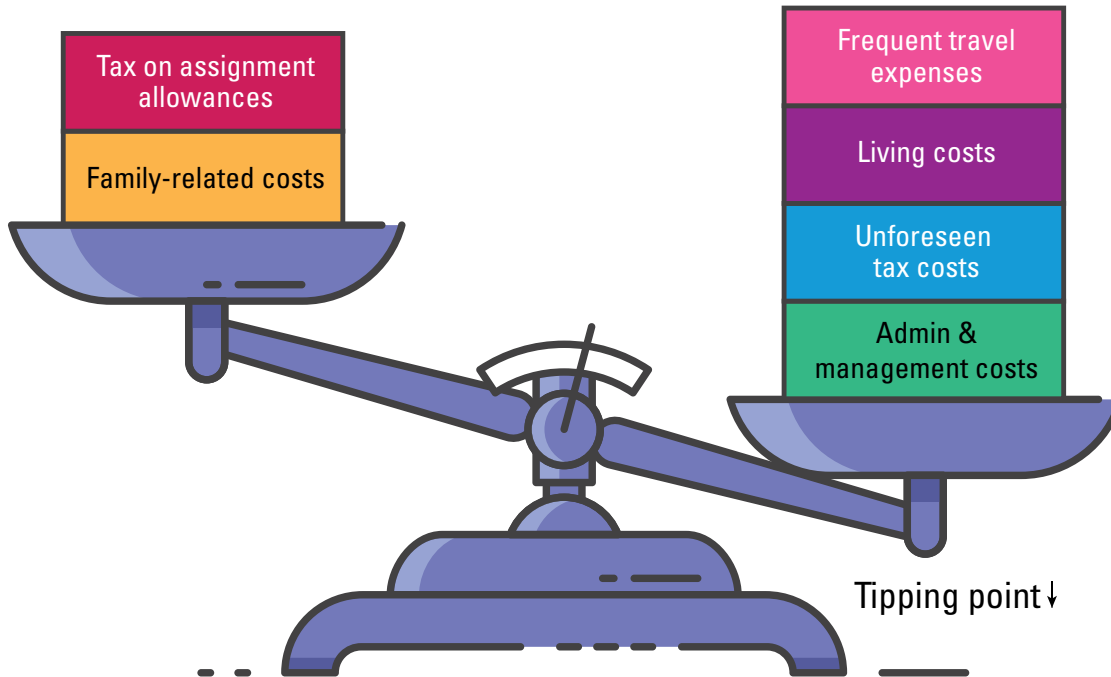 Tax on assignment
allowances
Family-related costs
Frequent travel
expenses
Living costs
Unforeseen
tax costs
Admin &
management costs
Tipping point↓